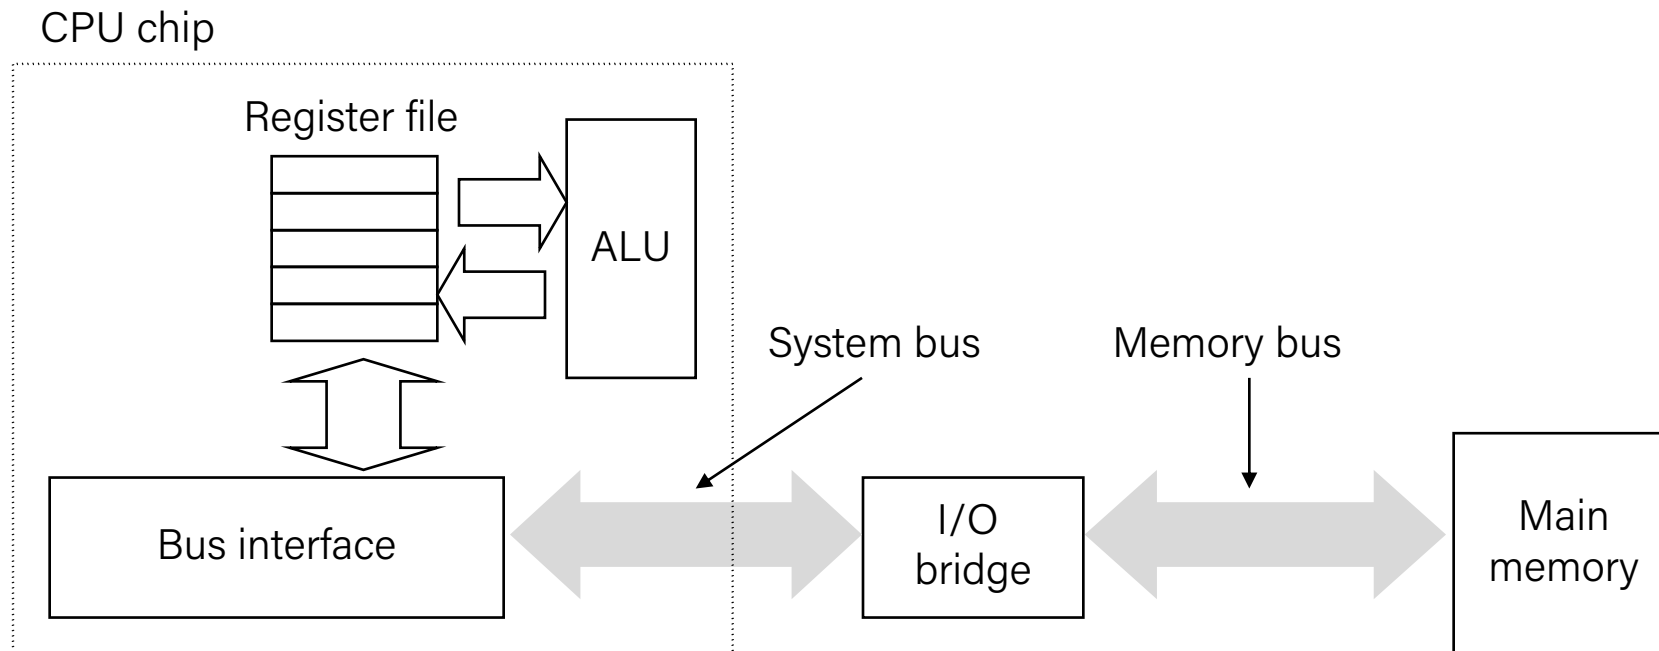 CPU chip
Register file
ALU
System bus
Memory bus
Bus interface
I/O
bridge
Main
memory